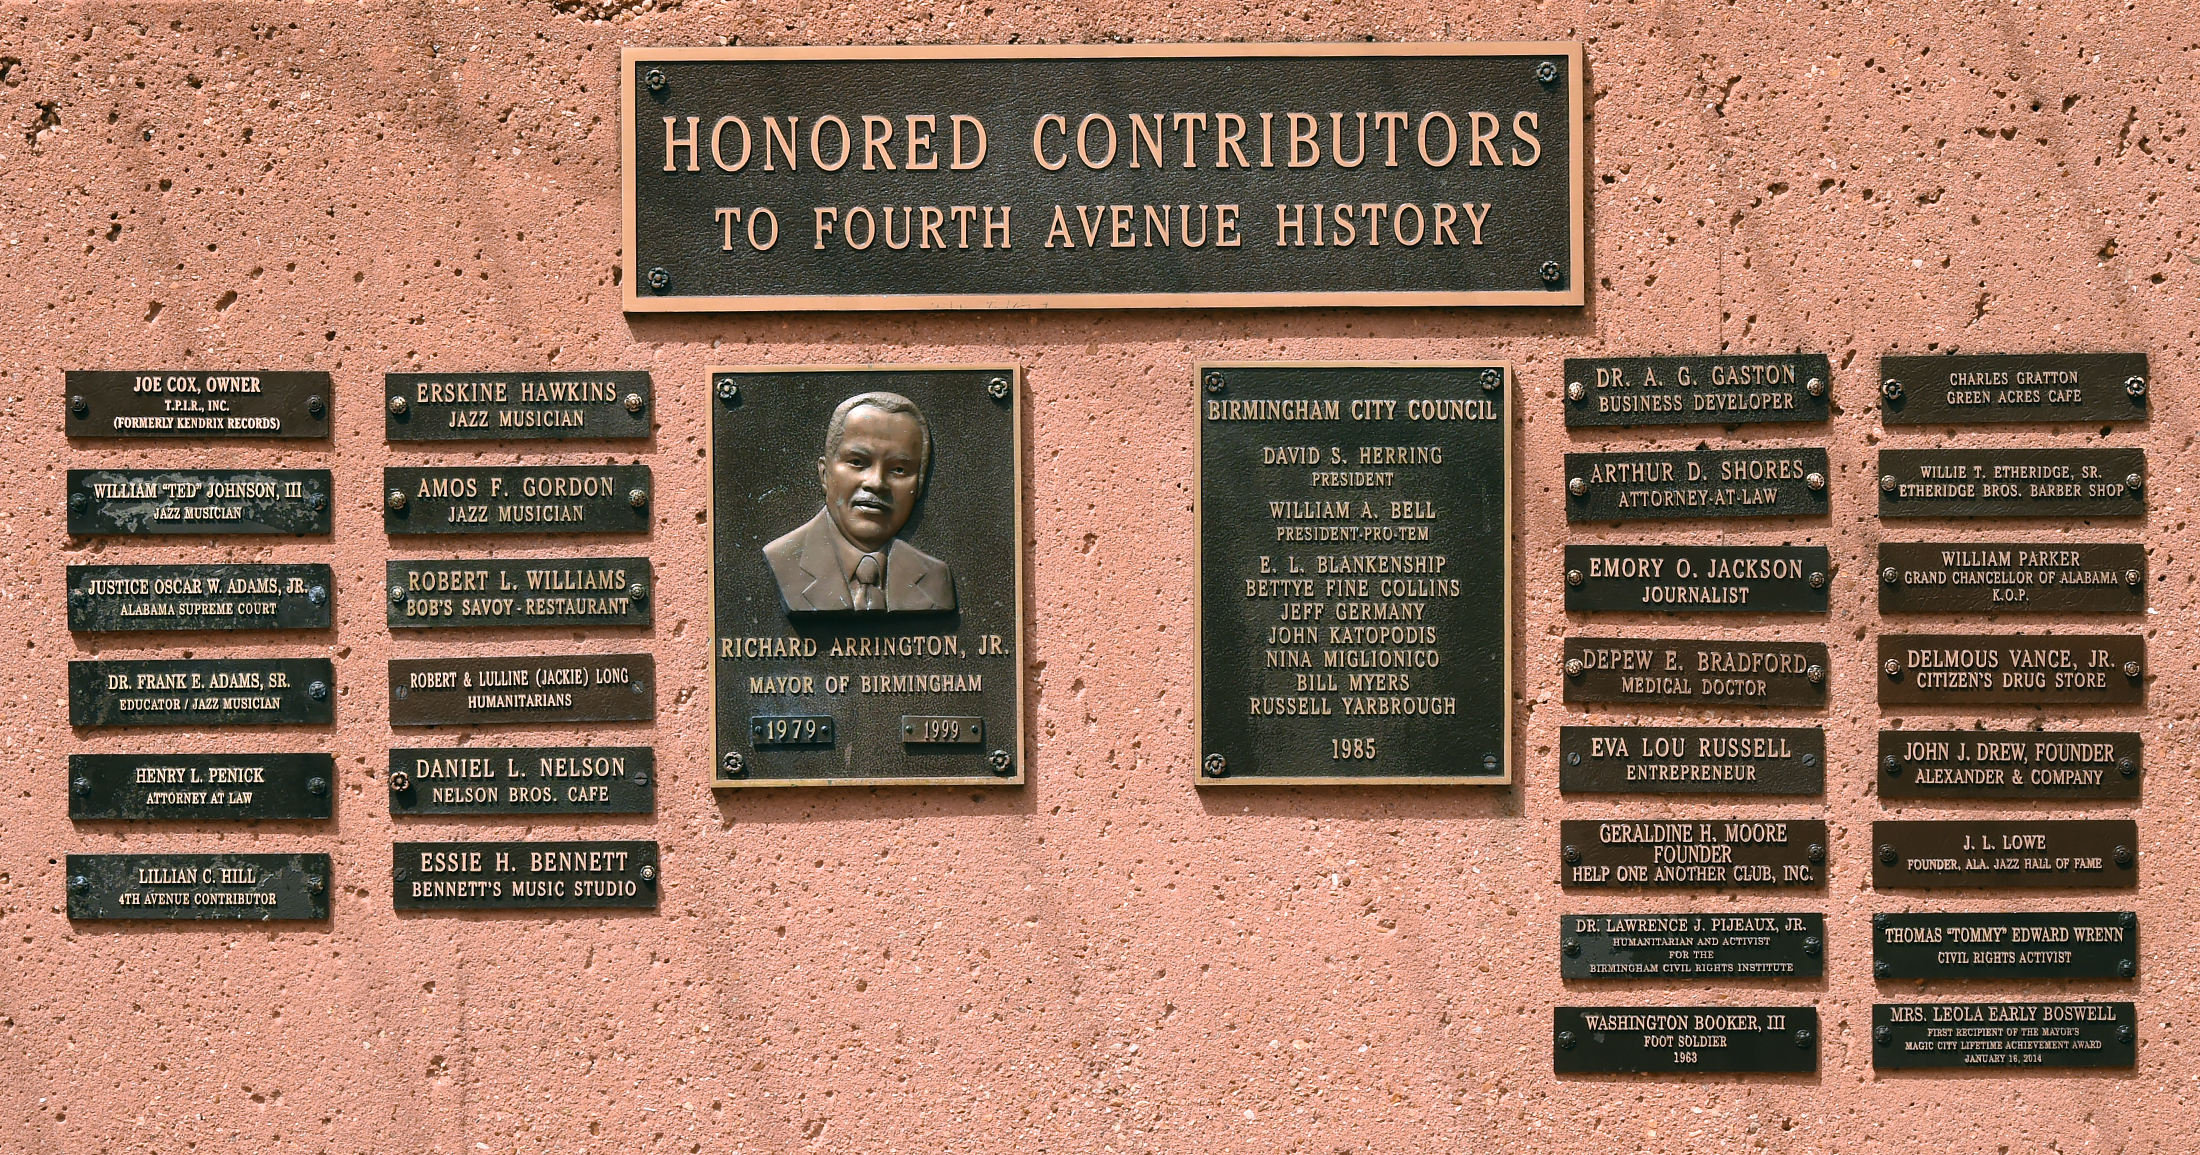 HONORED CONTRIBUTORS
TO FOURTH AVENUE HISTORY
JOE COX, OWNER
T.P.I.R., INC.
(FORMERLY KENDRIX RECORDS)
WILLIAM "TED" JOHNSON, III
JAZZ MUSICIAN
JUSTICE OSCAR W. ADAMS, JR.
ALABAMA SUPREME COURT
DR. FRANK E. ADAMS, SR.
EDUCATOR / JAZZ MUSICIAN
HENRY L. PENICK
ATTORNEY AT LAW
LILLIAN C. HILL
4TH AVENUE CONTRIBUTOR
ERSKINE HAWKINS
JAZZ MUSICIAN
AMOS F. GORDON
JAZZ MUSICIAN
ROBERT L. WILLIAMS
BOB'S SAVOY-RESTAURANT
ROBERT & LULLINE (JACKIE) LONG
HUMANITARIANS
DANIEL L. NELSON
NELSON BROS. CAFE
ESSIE H. BENNETT
BENNETT'S MUSIC STUDIO
RICHARD ARRINGTON, JR.
MAYOR OF BIRMINGHAM
1979 1999
BIRMINGHAM CITY COUNCIL
DAVID S. HERRING
PRESIDENT
WILLIAM A. BELL
PRESIDENT-PRO-TEM
E. L. BLANKENSHIP
BETTYE FINE COLLINS
JEFF GERMANY
JOHN KATOPODIS
NINA MIGLIONICO
BILL MYERS
RUSSELL YARBROUGH
1985
DR. A. G. GASTON
BUSINESS DEVELOPER
ARTHUR D. SHORES
ATTORNEY-AT-LAW
EMORY O. JACKSON
JOURNALIST
DEPEW E. BRADFORD
MEDICAL DOCTOR
EVA LOU RUSSELL
ENTREPRENEUR
GERALDINE H. MOORE
FOUNDER
HELP ONE ANOTHER CLUB, INC.
DR. LAWRENCE J. PIJEAUX, JR.
HUMANITARIAN AND ACTIVIST
FOR THE
BIRMINGHAM CIVIL RIGHTS INSTITUTE
WASHINGTON BOOKER, III
FOOT SOLDIER
1963
CHARLES GRATTON
GREEN ACRES CAFE
WILLIE T. ETHERIDGE, SR.
ETHERIDGE BROS. BARBER SHOP
WILLIAM PARKER
GRAND CHANCELLOR OF ALABAMA
K.O.P.
DELMOUS VANCE, JR.
CITIZEN'S DRUG STORE
JOHN J. DREW, FOUNDER
ALEXANDER & COMPANY
J. L. LOWE
FOUNDER, ALA. JAZZ HALL OF FAME
THOMAS "TOMMY" EDWARD WRENN
CIVIL RIGHTS ACTIVIST
MRS. LEOLA EARLY BOSWELL
FIRST RECIPIENT OF THE MAYOR'S
MAGIC CITY LIFETIME ACHIEVEMENT AWARD
JANUARY 16, 2014